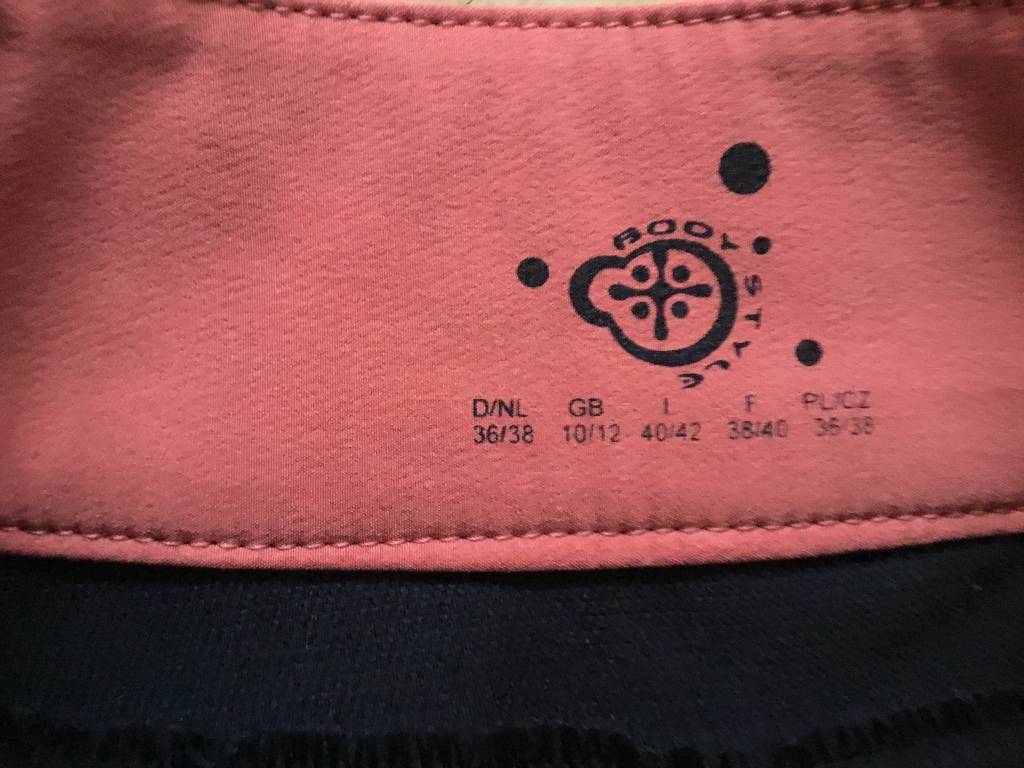 BODY STYLE
D/NL GB I F PL/CZ
36/38 10/12 40/42 38/40 36/38